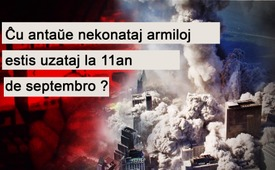 Ĉu antaŭe nekonataj armiloj
estis uzataj la 11an
de septembro ?